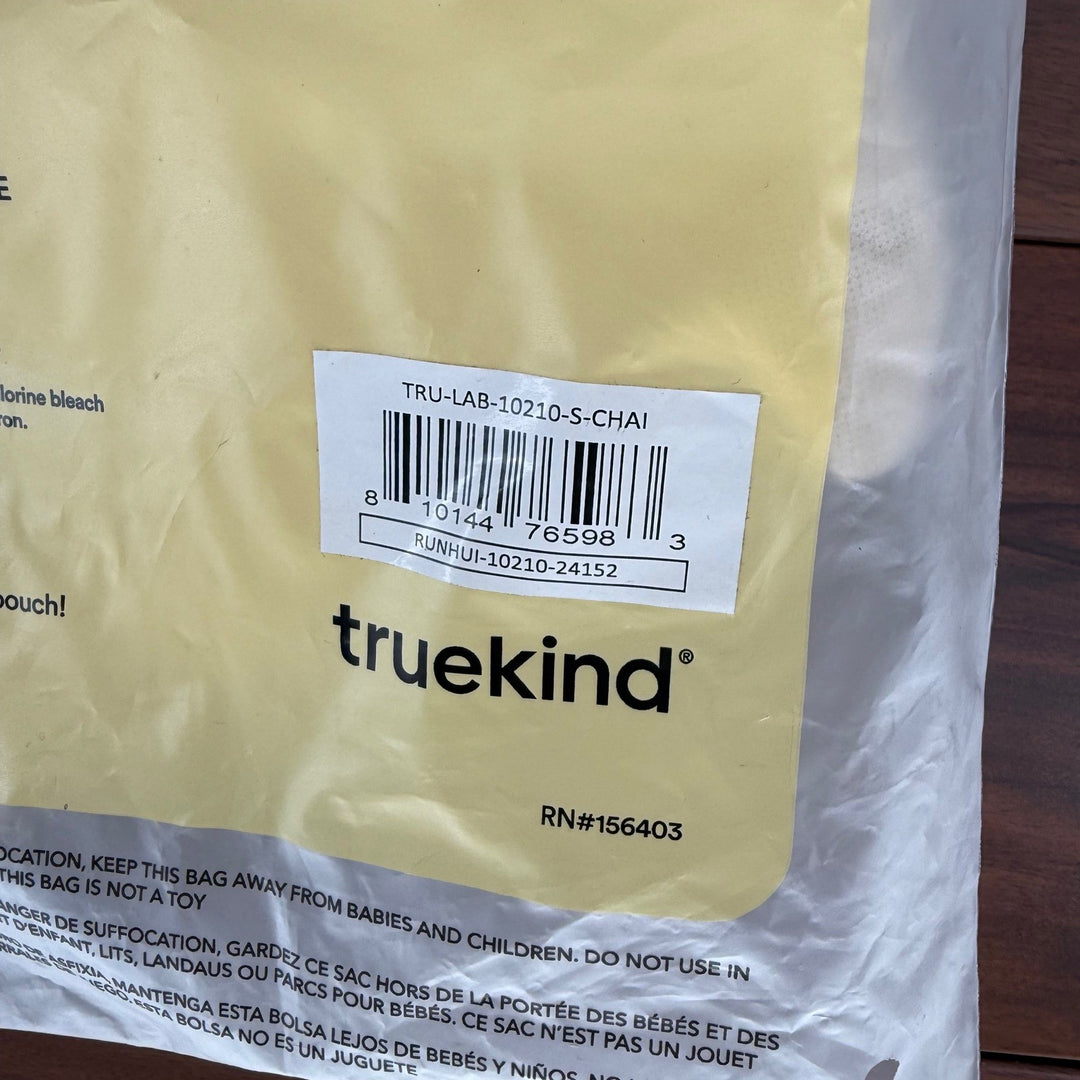 E
lorine bleach
ron.
pouch!
TRU-LAB-10210-S-CHAI
8 10144 76598 3
RUNHUI-10210-24152
truekind®
RN#156403
OCATION, KEEP THIS BAG AWAY FROM BABIES AND CHILDREN. DO NOT USE IN
THIS BAG IS NOT A TOY
ANGER DE SUFFOCATION, GARDEZ CE SAC HORS DE LA PORTÉE DES BÉBÉS ET DES
T D'ENFANT, LITS, LANDAUS OU PARCS POUR BÉBÉS. CE SAC N'EST PAS UN JOUET
DE ASFIXIA, MANTENGA ESTA BOLSA LEJOS DE BEBÉS Y NIÑOS.
ESTA BOLSA NO ES UN JUGUETE